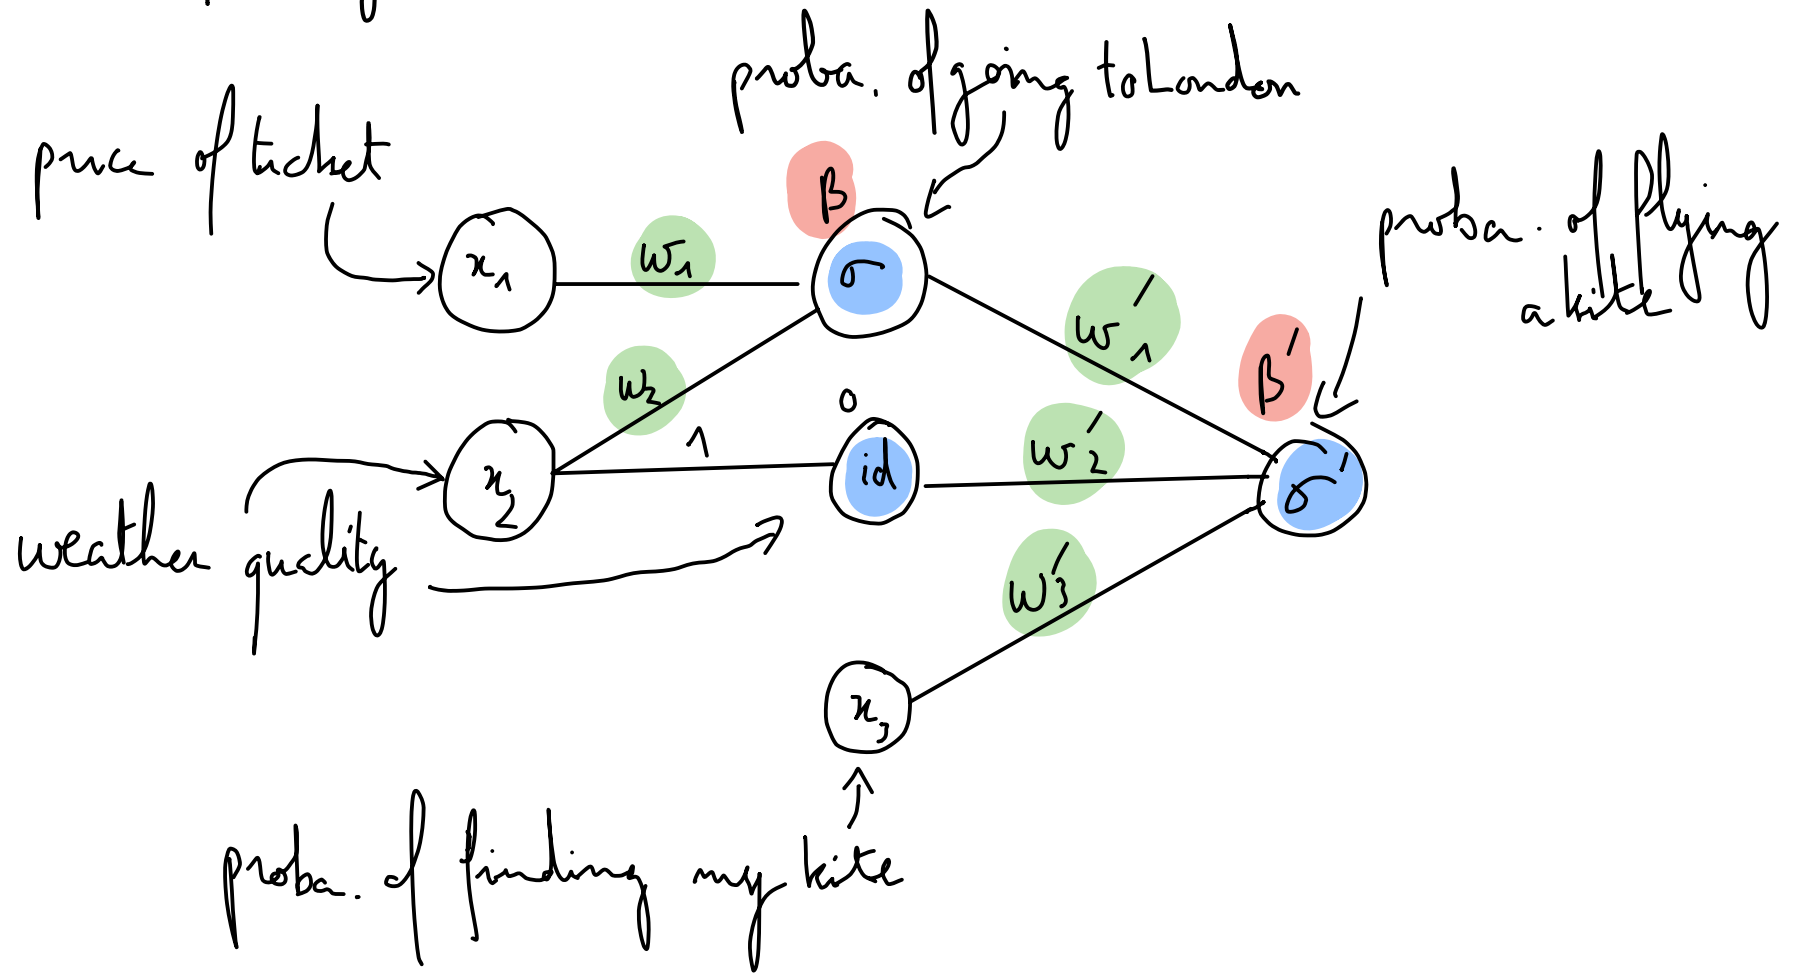 proba. of going to London
price of ticket
β
proba. of flying
a kite
x₁
w₁
σ
w'₁
β'
w₂
0
1
id
w'₂
σ'
x₂
weather quality
w'₃
x₃
proba. of finding my kite